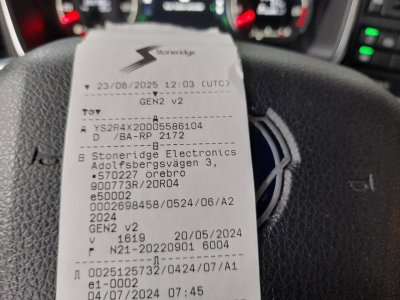 Stoneridge
▼ 23/06/2025 12:03 (UTC)
GEN2 v2
A YS2R4X20005586104
D /BA-RP 2172
B Stoneridge Electronics
Adolfsbergsvägen 3,
•S70227 örebro
900773R/20R04
e50002
0002698458/0524/06/A2
2024
GEN2 v2
v 1619 20/05/2024
N21-20220901 6004
0025125732/0424/07/A1
e1-0002
04/07/2024 07:45